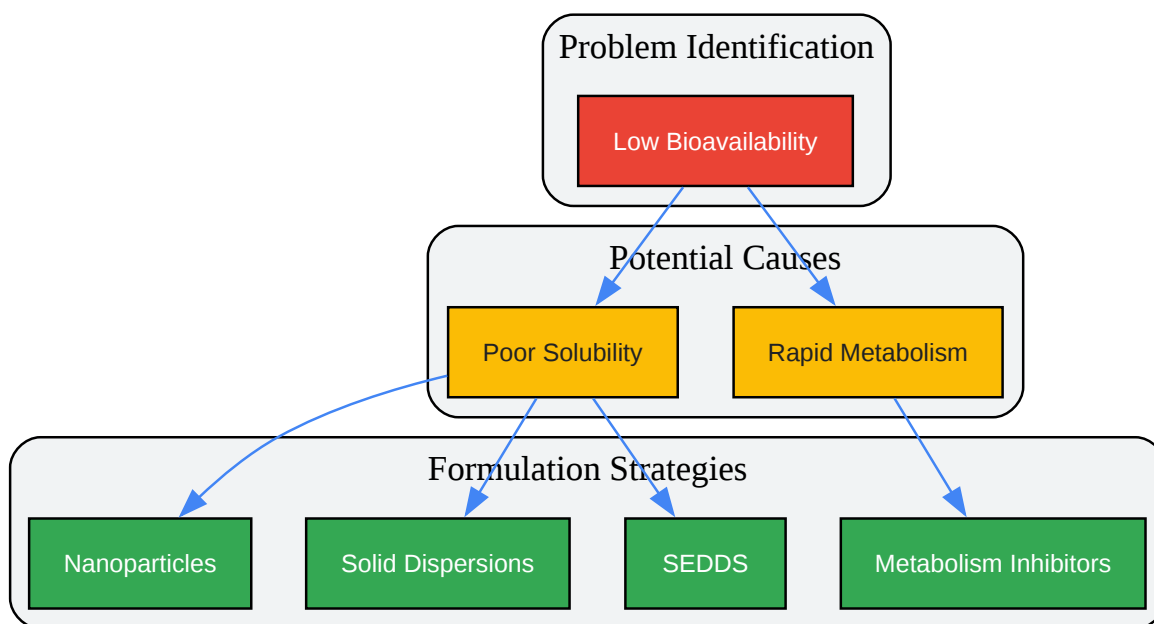 Problem Identification
Low Bioavailability
Potential Causes
Poor Solubility
Rapid Metabolism
Formulation Strategies
Nanoparticles
Solid Dispersions
SEDDS
Metabolism Inhibitors